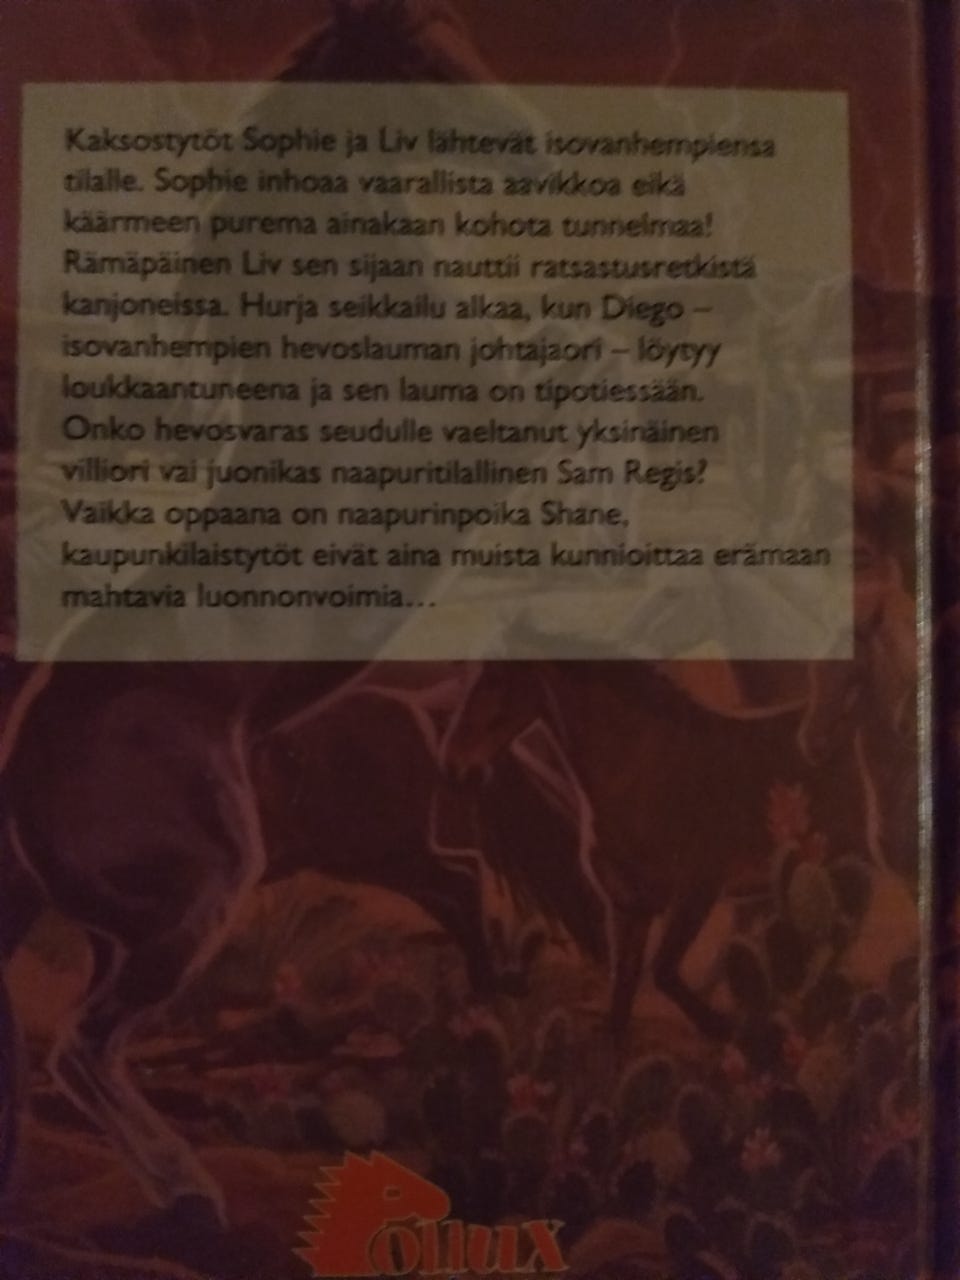 Kaksostytöt Sophie ja Liv lähtevät isovanhempiensa
tilalle. Sophie inhoaa vaarallista aavikkoa eikä
käärmeen purema ainakaan kohota tunnelmaa!
Rämäpäinen Liv sen sijaan nauttii ratsastusretkistä
kanjoneissa. Hurja seikkailu alkaa, kun Diego –
isovanhempien hevoslauman johtajaori – löytyy
loukkaantuneena ja sen lauma on tipotiessään.
Onko hevosvaras seudulle vaeltanut yksinäinen
villiori vai juonikas naapuritilallinen Sam Regis?
Vaikka oppaana on naapurinpoika Shane,
kaupunkilaistytöt eivät aina muista kunnioittaa erämaan
mahtavia luonnonvoimia...
Pollux